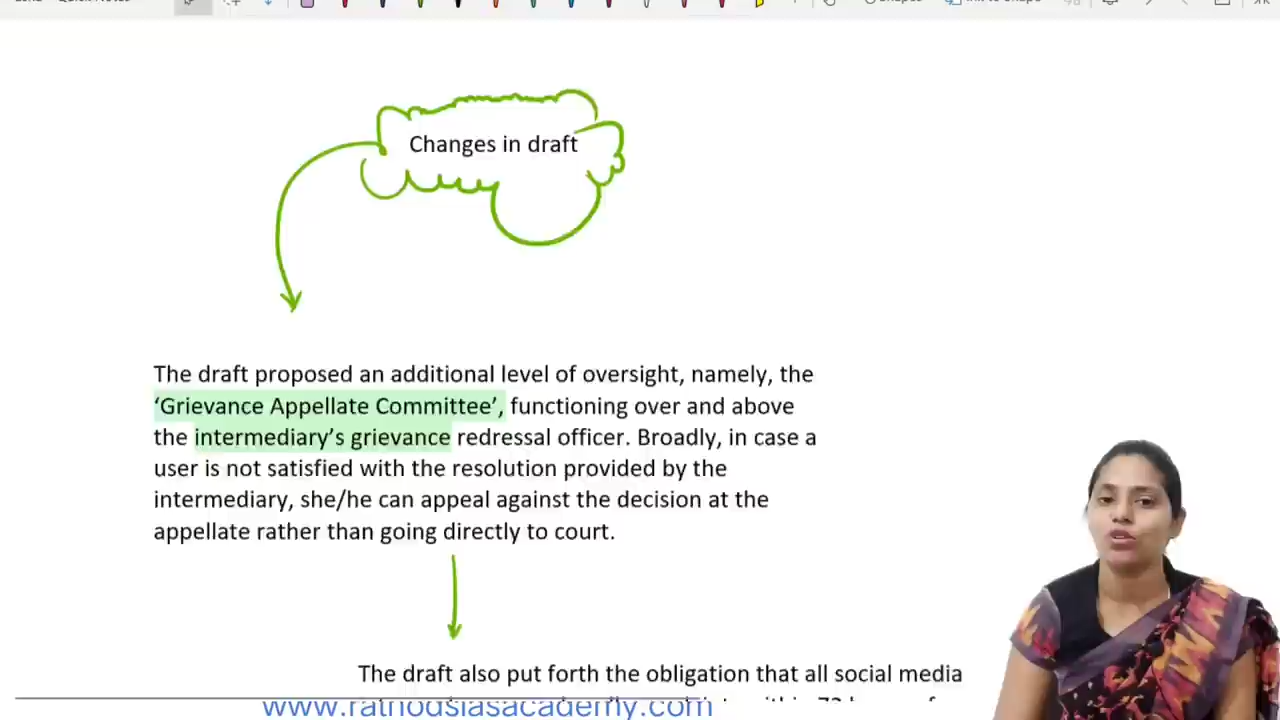 Changes in draft
The draft proposed an additional level of oversight, namely, the
‘Grievance Appellate Committee’, functioning over and above
the intermediary’s grievance redressal officer. Broadly, in case a
user is not satisfied with the resolution provided by the
intermediary, she/he can appeal against the decision at the
appellate rather than going directly to court.
The draft also put forth the obligation that all social media
www.rathodsiasacademy.com